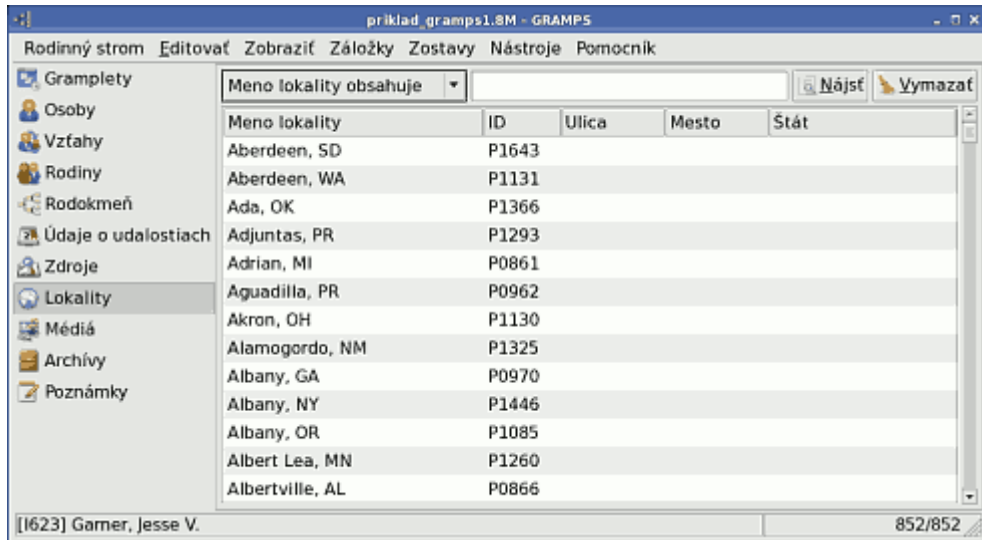 priklad_gramps1.8M - GRAMPS
Rodinný strom Editovať Zobraziť Záložky Zostavy Nástroje Pomocník
Gramplety
Osoby
Vzťahy
Rodiny
Rodokmeň
Údaje o udalostiach
Zdroje
Lokality
Médiá
Archívy
Poznámky
Meno lokality obsahuje Nájsť Vymazať
Meno lokality ID Ulica Mesto Štát
Aberdeen, SD P1643
Aberdeen, WA P1131
Ada, OK P1366
Adjuntas, PR P1293
Adrian, MI P0861
Aguadilla, PR P0962
Akron, OH P1130
Alamogordo, NM P1325
Albany, GA P0970
Albany, NY P1446
Albany, OR P1085
Albert Lea, MN P1260
Albertville, AL P0866
[I623] Garner, Jesse V. 852/852